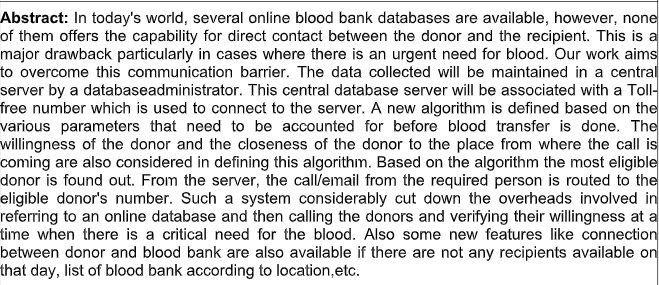 Abstract: In today's world, several online blood bank databases are available, however, none
of them offers the capability for direct contact between the donor and the recipient. This is a
major drawback particularly in cases where there is an urgent need for blood. Our work aims
to overcome this communication barrier. The data collected will be maintained in a central
server by a databaseadministrator. This central database server will be associated with a Toll-
free number which is used to connect to the server. A new algorithm is defined based on the
various parameters that need to be accounted for before blood transfer is done. The
willingness of the donor and the closeness of the donor to the place from where the call is
coming are also considered in defining this algorithm. Based on the algorithm the most eligible
donor is found out. From the server, the call/email from the required person is routed to the
eligible donor's number. Such a system considerably cut down the overheads involved in
referring to an online database and then calling the donors and verifying their willingness at a
time when there is a critical need for the blood. Also some new features like connection
between donor and blood bank are also available if there are not any recipients available on
that day, list of blood bank according to location,etc.